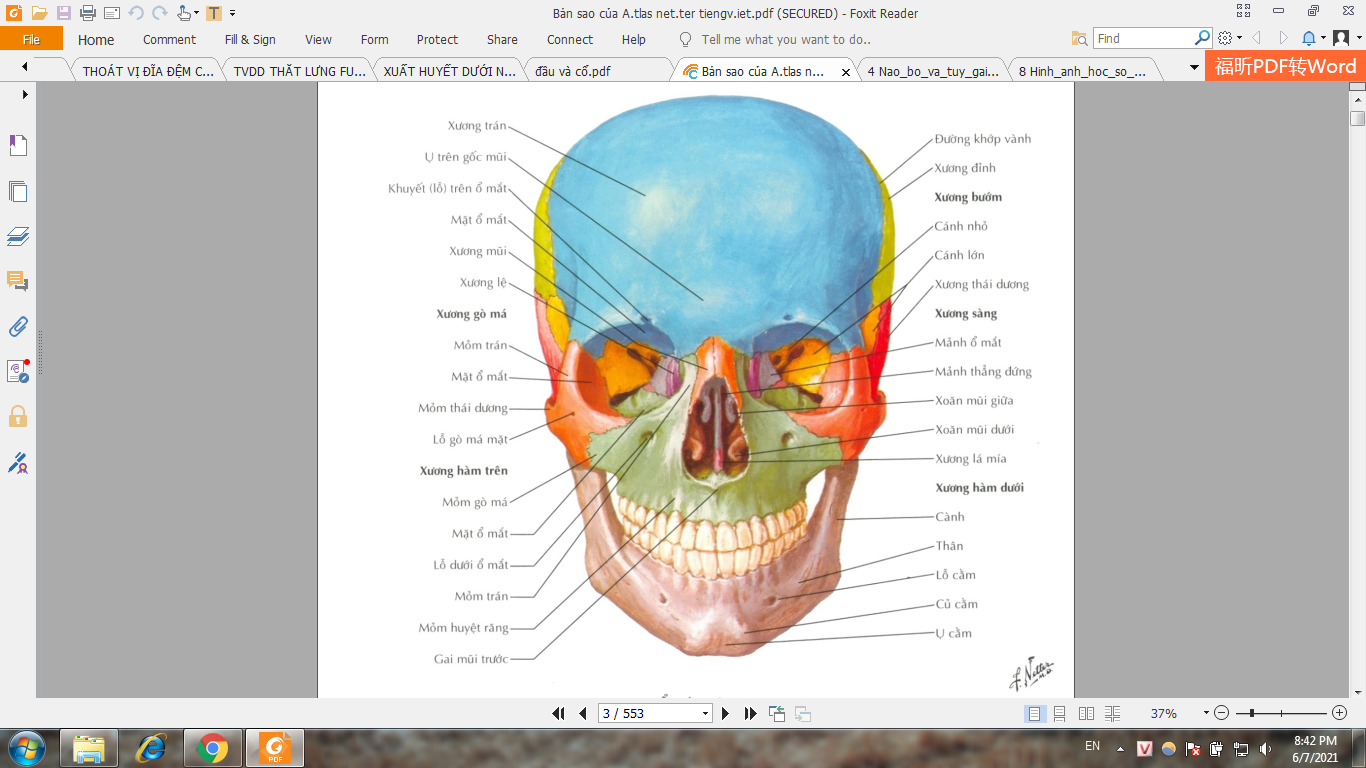 Bản sao của A.tlas net.ter tiengv.iet.pdf (SECURED) - Foxit Reader
File Home Comment Fill & Sign View Form Protect Share Connect Help Tell me what you want to do.. Find
THOÁT VỊ ĐĨA ĐỆM C... TVDD THẮT LƯNG FU... XUẤT HUYẾT DƯỚI N... đầu và cổ.pdf Bản sao của A.tlas n... 4 Nao_bo_va_tuy_gai... 8 Hinh_anh_hoc_so_... 福昕PDF转Word
Xương trán
Ụ trên gốc mũi
Khuyết (lỗ) trên ổ mắt
Mặt ổ mắt
Xương mũi
Xương lệ
Xương gò má
Mỏm trán
Mặt ổ mắt
Mỏm thái dương
Lỗ gò má mặt
Xương hàm trên
Mỏm gò má
Mặt ổ mắt
Lỗ dưới ổ mắt
Mỏm trán
Mỏm huyệt răng
Gai mũi trước
Đường khớp vành
Xương đỉnh
Xương bướm
Cánh nhỏ
Cánh lớn
Xương thái dương
Xương sàng
Mảnh ổ mắt
Mảnh thẳng đứng
Xoăn mũi giữa
Xoăn mũi dưới
Xương lá mía
Xương hàm dưới
Cành
Thân
Lỗ cằm
Củ cằm
Ụ cằm
F. Netter
M.D.
3 / 553 37%
PDF
EN 8:42 PM
6/7/2021